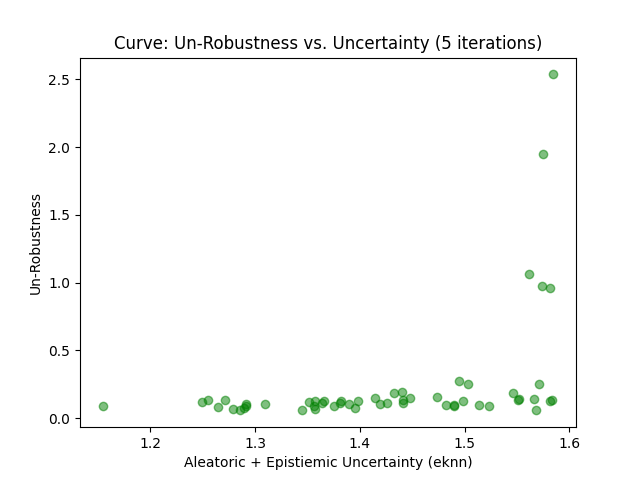 Curve: Un-Robustness vs. Uncertainty (5 iterations)
2.5
2.0
1.5
1.0
0.5
0.0
Un-Robustness
1.2 1.3 1.4 1.5 1.6
Aleatoric + Epistiemic Uncertainty (eknn)